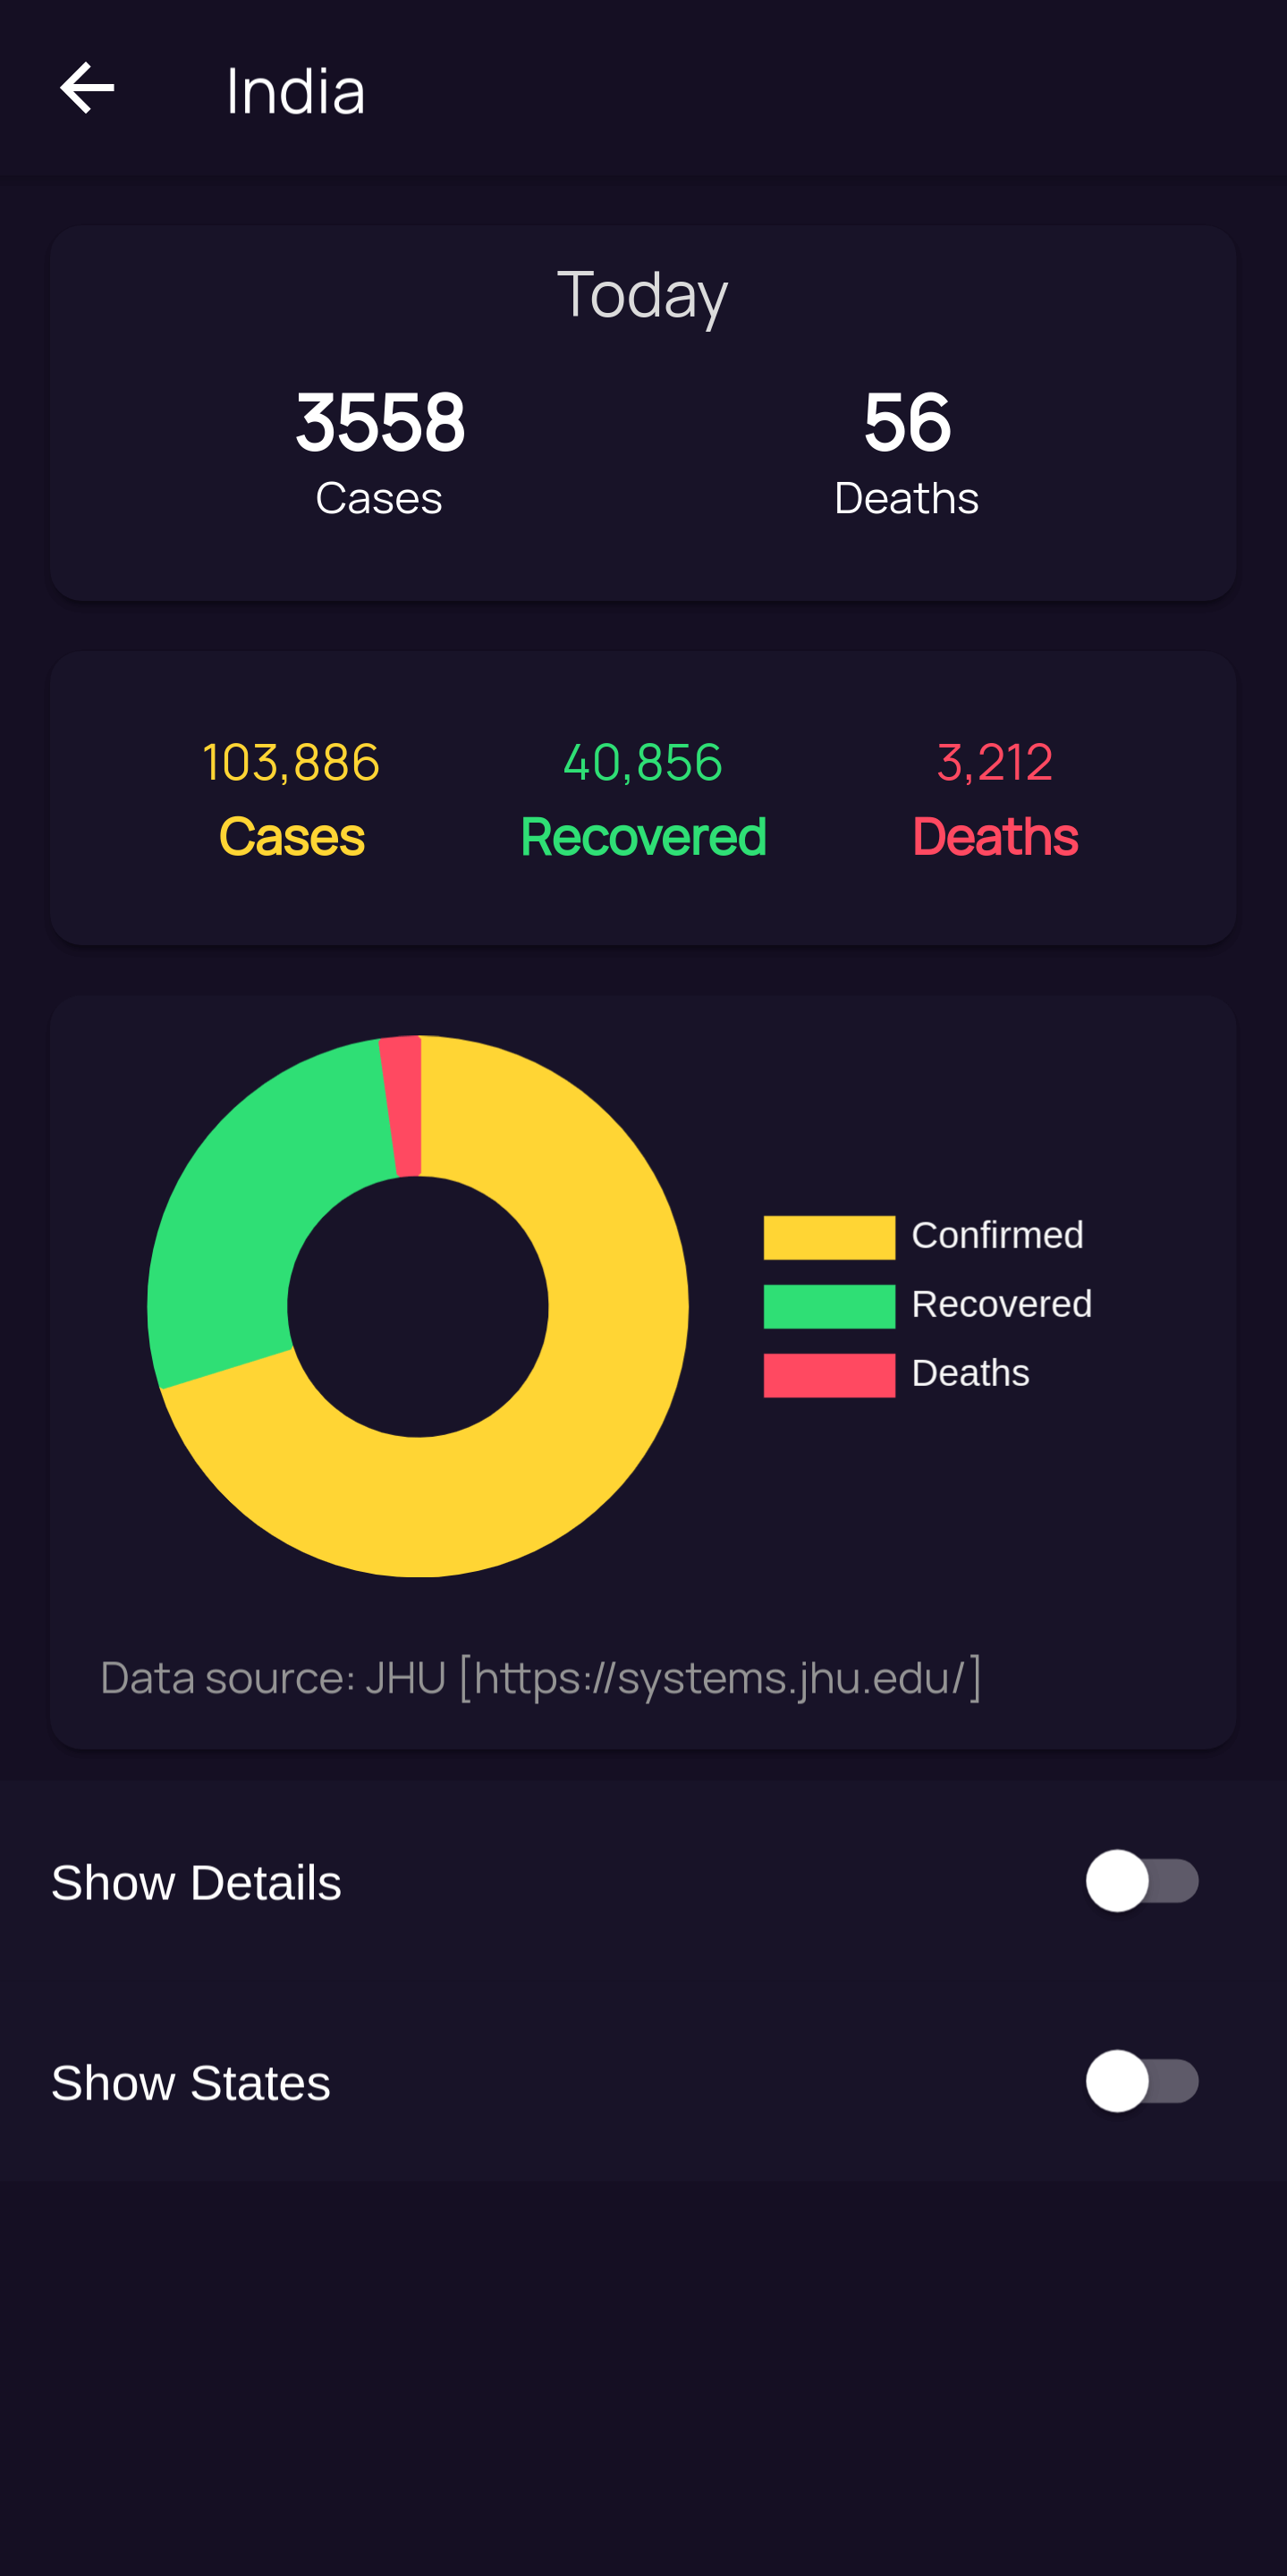 India
Today
3558 56
Cases Deaths
103,886 40,856 3,212
Cases Recovered Deaths
Confirmed
Recovered
Deaths
Data source: JHU [https://systems.jhu.edu/]
Show Details
Show States